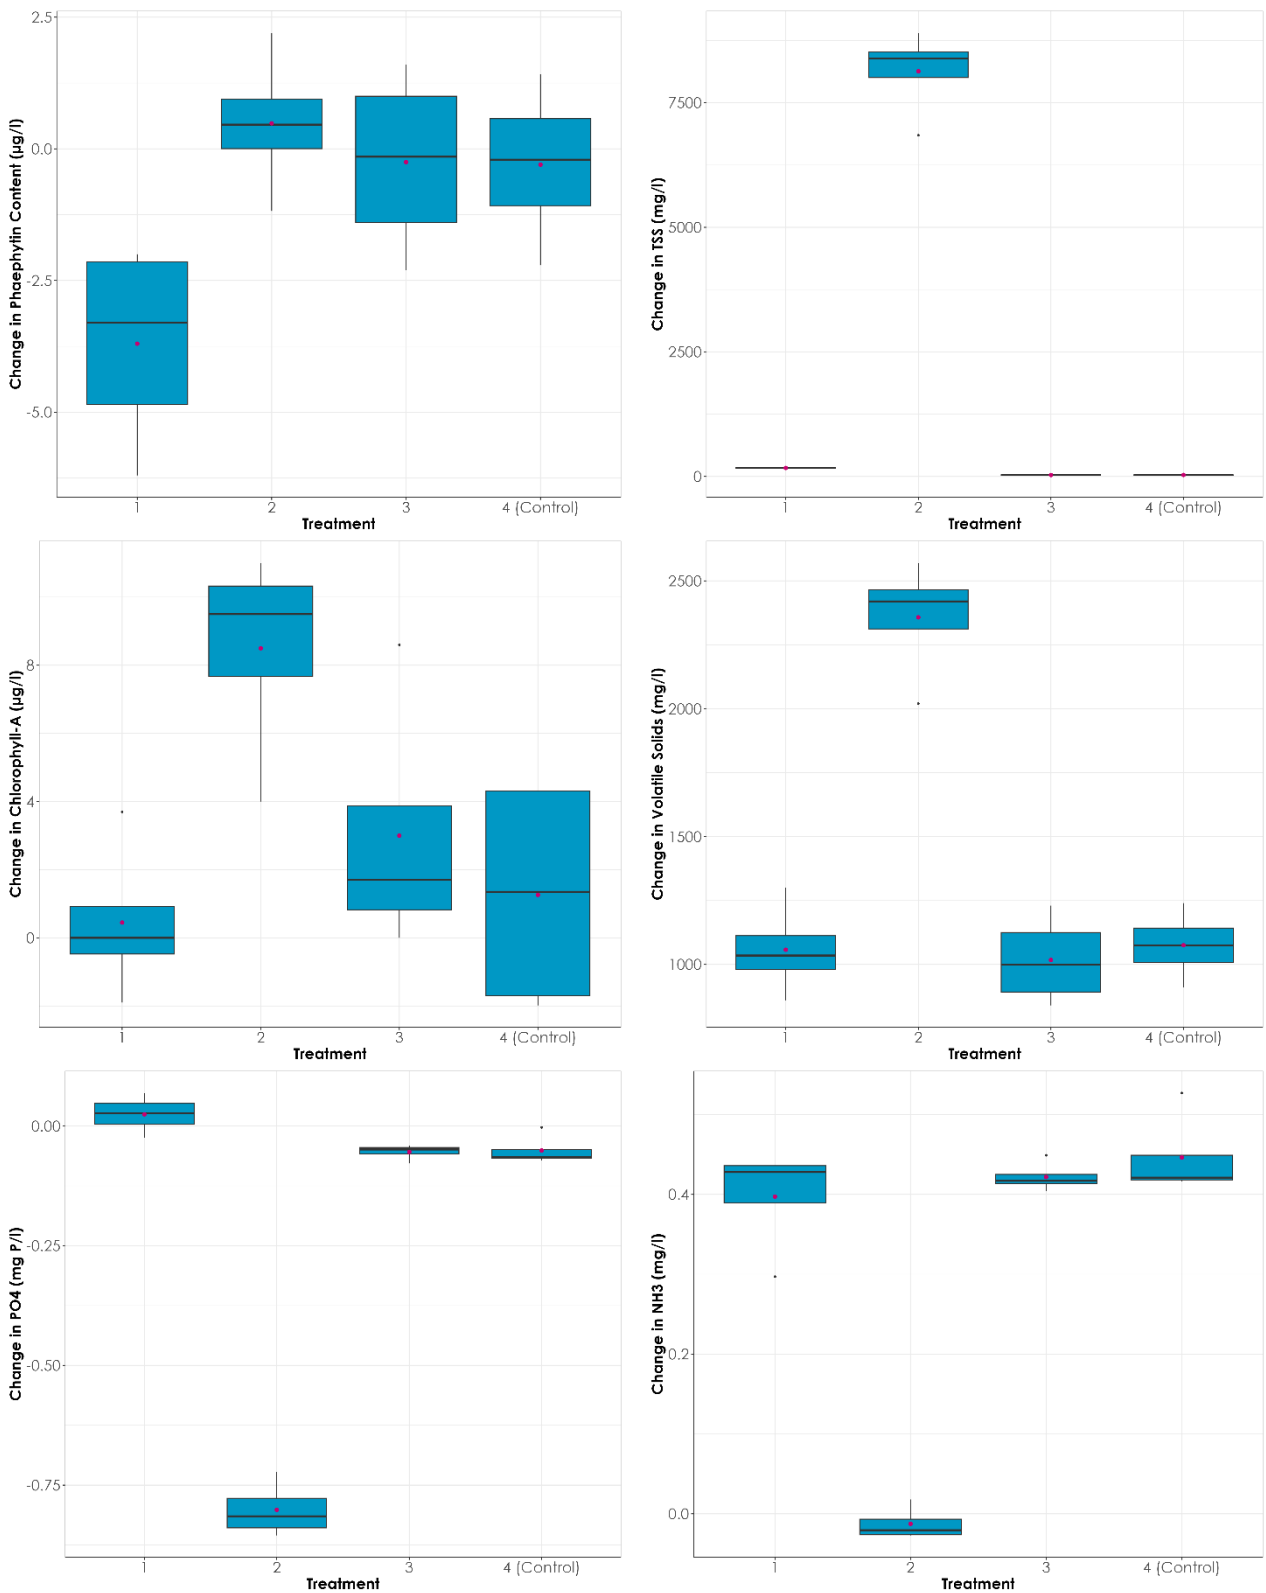 Change in Phaephytin Content (µg/l)
2.5
0.0
-2.5
-5.0
1 2 3 4 (Control)
Treatment
Change in TSS (mg/l)
7500
5000
2500
0
1 2 3 4 (Control)
Treatment
Change in Chlorophyll-A (µg/l)
8
4
0
1 2 3 4 (Control)
Treatment
Change in Volatile Solids (mg/l)
2500
2000
1500
1000
1 2 3 4 (Control)
Treatment
Change in PO4 (mg P/l)
0.00
-0.25
-0.50
-0.75
1 2 3 4 (Control)
Treatment
Change in NH3 (mg/l)
0.4
0.2
0.0
1 2 3 4 (Control)
Treatment